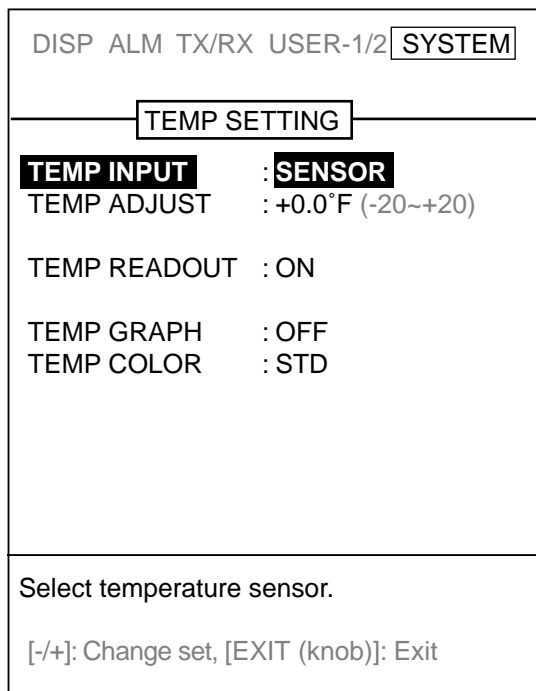 DISP ALM TX/RX USER-1/2 SYSTEM
TEMP SETTING
TEMP INPUT : SENSOR
TEMP ADJUST : +0.0˚F (-20~+20)
TEMP READOUT : ON
TEMP GRAPH : OFF
TEMP COLOR : STD
Select temperature sensor.
[-/+]: Change set, [EXIT (knob)]: Exit